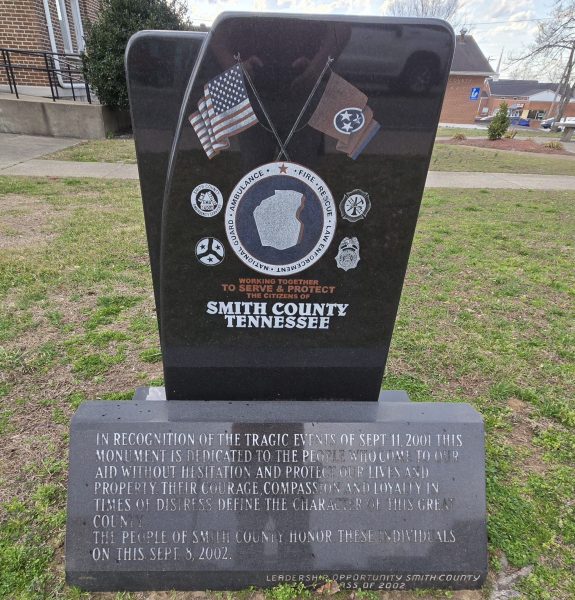 AMBULANCE • FIRE • RESCUE • LAW ENFORCEMENT • NATIONAL GUARD •
WORKING TOGETHER
TO SERVE & PROTECT
THE CITIZENS OF
SMITH COUNTY
TENNESSEE
IN RECOGNITION OF THE TRAGIC EVENTS OF SEPT. 11, 2001 THIS
MONUMENT IS DEDICATED TO THE PEOPLE WHO COME TO OUR
AID WITHOUT HESITATION AND PROTECT OUR LIVES AND
PROPERTY. THEIR COURAGE, COMPASSION AND LOYALTY IN
TIMES OF DISTRESS DEFINE THE CHARACTER OF THIS GREAT
COUNTY.
THE PEOPLE OF SMITH COUNTY HONOR THESE INDIVIDUALS
ON THIS SEPT. 8, 2002.
LEADERSHIP OPPORTUNITY SMITH COUNTY
CLASS OF 2002